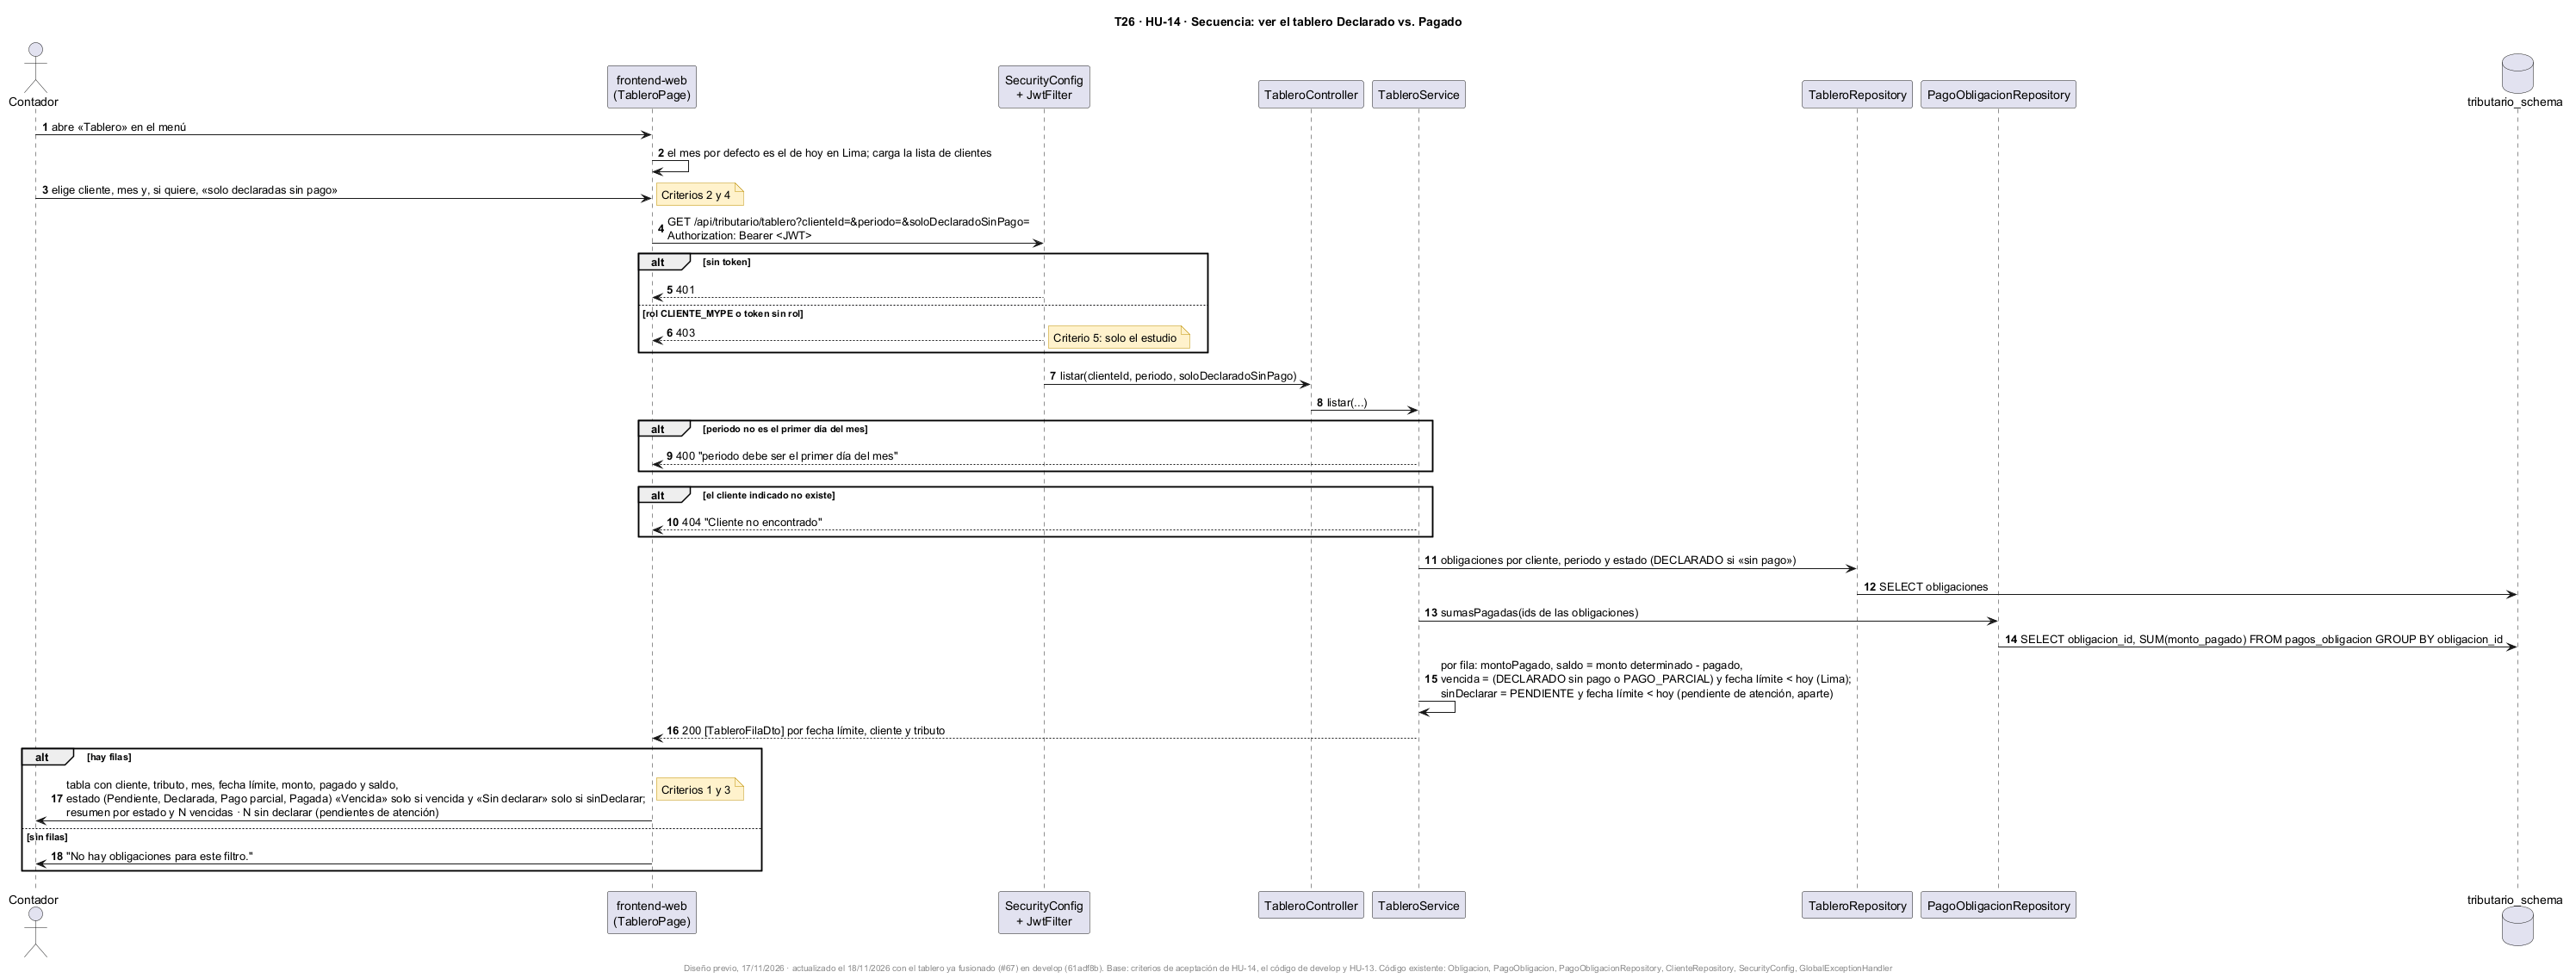 T26 · HU-14 · Secuencia: ver el tablero Declarado vs. Pagado
Contador
frontend-web
(TableroPage)
SecurityConfig
+ JwtFilter
TableroController
TableroService
TableroRepository
PagoObligacionRepository
tributario_schema
1 abre «Tablero» en el menú
2 el mes por defecto es el de hoy en Lima; carga la lista de clientes
3 elige cliente, mes y, si quiere, «solo declaradas sin pago»
Criterios 2 y 4
4 GET /api/tributario/tablero?clienteId=&periodo=&soloDeclaradoSinPago=
Authorization: Bearer <JWT>
alt [sin token]
5 401
[rol CLIENTE_MYPE o token sin rol]
6 403
Criterio 5: solo el estudio
7 listar(clienteId, periodo, soloDeclaradoSinPago)
8 listar(...)
alt [periodo no es el primer día del mes]
9 400 "periodo debe ser el primer día del mes"
alt [el cliente indicado no existe]
10 404 "Cliente no encontrado"
11 obligaciones por cliente, periodo y estado (DECLARADO si «sin pago»)
12 SELECT obligaciones
13 sumasPagadas(ids de las obligaciones)
14 SELECT obligacion_id, SUM(monto_pagado) FROM pagos_obligacion GROUP BY obligacion_id
por fila: montoPagado, saldo = monto determinado - pagado,
15 vencida = (DECLARADO sin pago o PAGO_PARCIAL) y fecha límite < hoy (Lima);
sinDeclarar = PENDIENTE y fecha límite < hoy (pendiente de atención, aparte)
16 200 [TableroFilaDto] por fecha límite, cliente y tributo
alt [hay filas]
tabla con cliente, tributo, mes, fecha límite, monto, pagado y saldo,
17 estado (Pendiente, Declarada, Pago parcial, Pagada) «Vencida» solo si vencida y «Sin declarar» solo si sinDeclarar;
resumen por estado y N vencidas · N sin declarar (pendientes de atención)
Criterios 1 y 3
[sin filas]
18 "No hay obligaciones para este filtro."
Contador
frontend-web
(TableroPage)
SecurityConfig
+ JwtFilter
TableroController
TableroService
TableroRepository
PagoObligacionRepository
tributario_schema
Diseño previo, 17/11/2026 · actualizado el 18/11/2026 con el tablero ya fusionado (#67) en develop (61adf8b). Base: criterios de aceptación de HU-14, el código de develop y HU-13. Código existente: Obligacion, PagoObligacion, PagoObligacionRepository, ClienteRepository, SecurityConfig, GlobalExceptionHandler